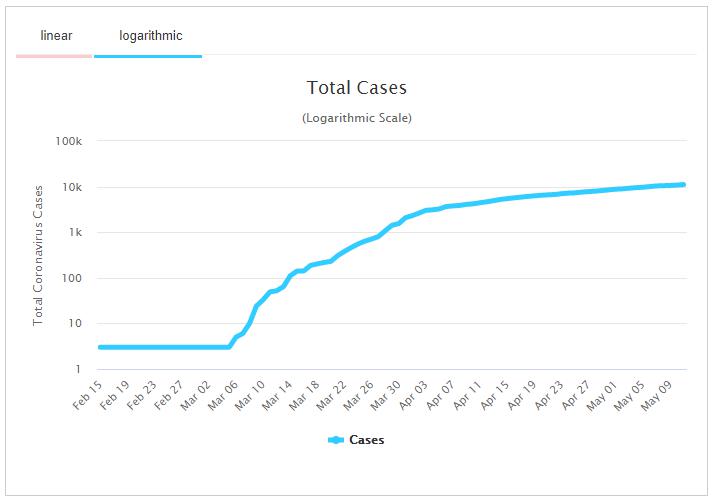 linear logarithmic
Total Cases
(Logarithmic Scale)
Total Coronavirus Cases
100k
10k
1k
100
10
1
Feb 15 Feb 19 Feb 23 Feb 27 Mar 02 Mar 06 Mar 10 Mar 14 Mar 18 Mar 22 Mar 26 Mar 30 Apr 03 Apr 07 Apr 11 Apr 15 Apr 19 Apr 23 Apr 27 May 01 May 05 May 09
Cases